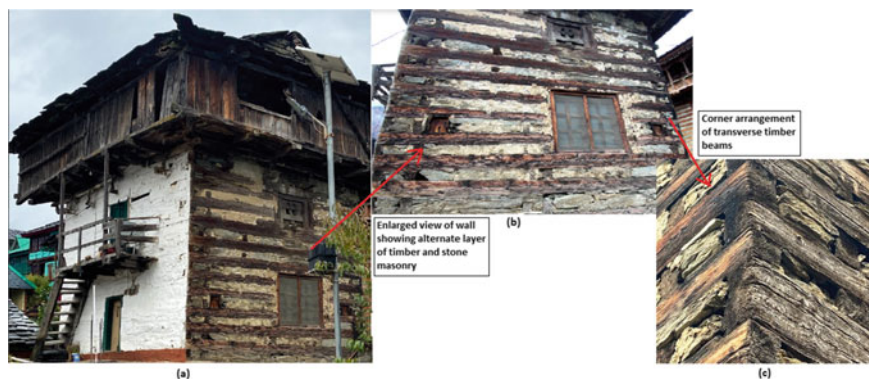 Corner arrangement
of transverse timber
beams
(b)
Enlarged view of wall
showing alternate layer
of timber and stone
masonry
(a)
(c)